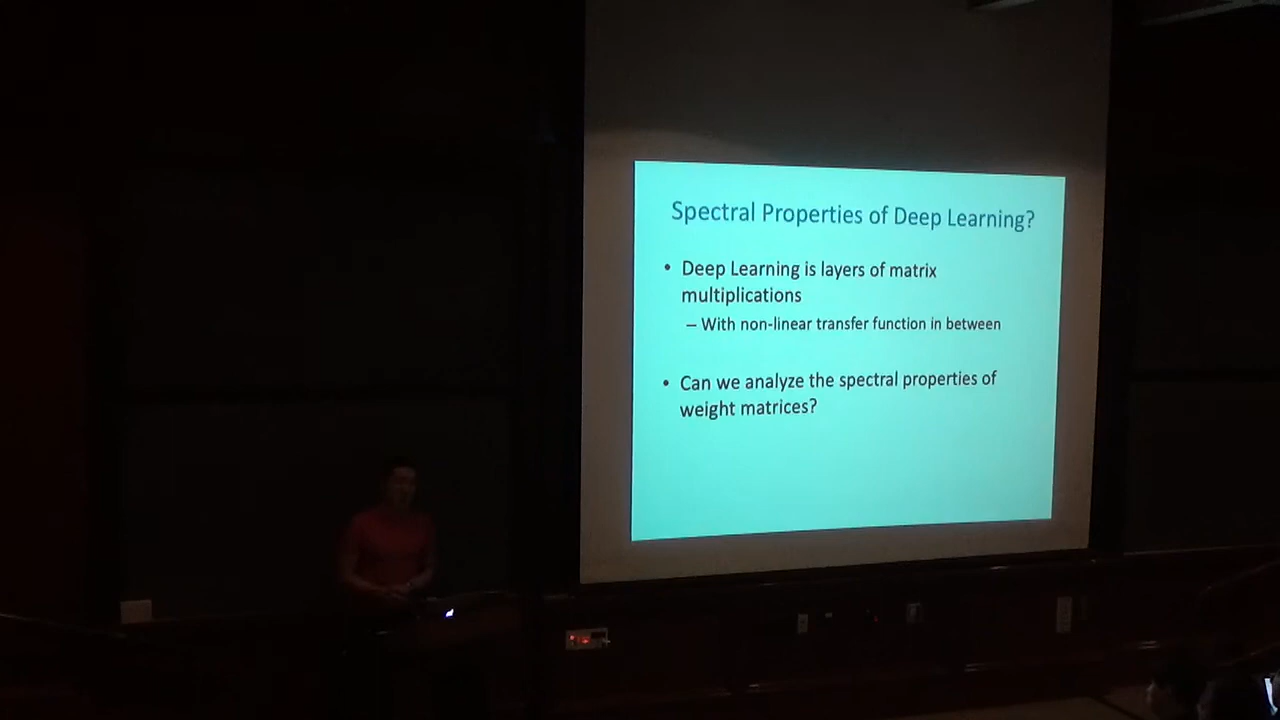 Spectral Properties of Deep Learning?
• Deep Learning is layers of matrix
multiplications
– With non-linear transfer function in between
• Can we analyze the spectral properties of
weight matrices?